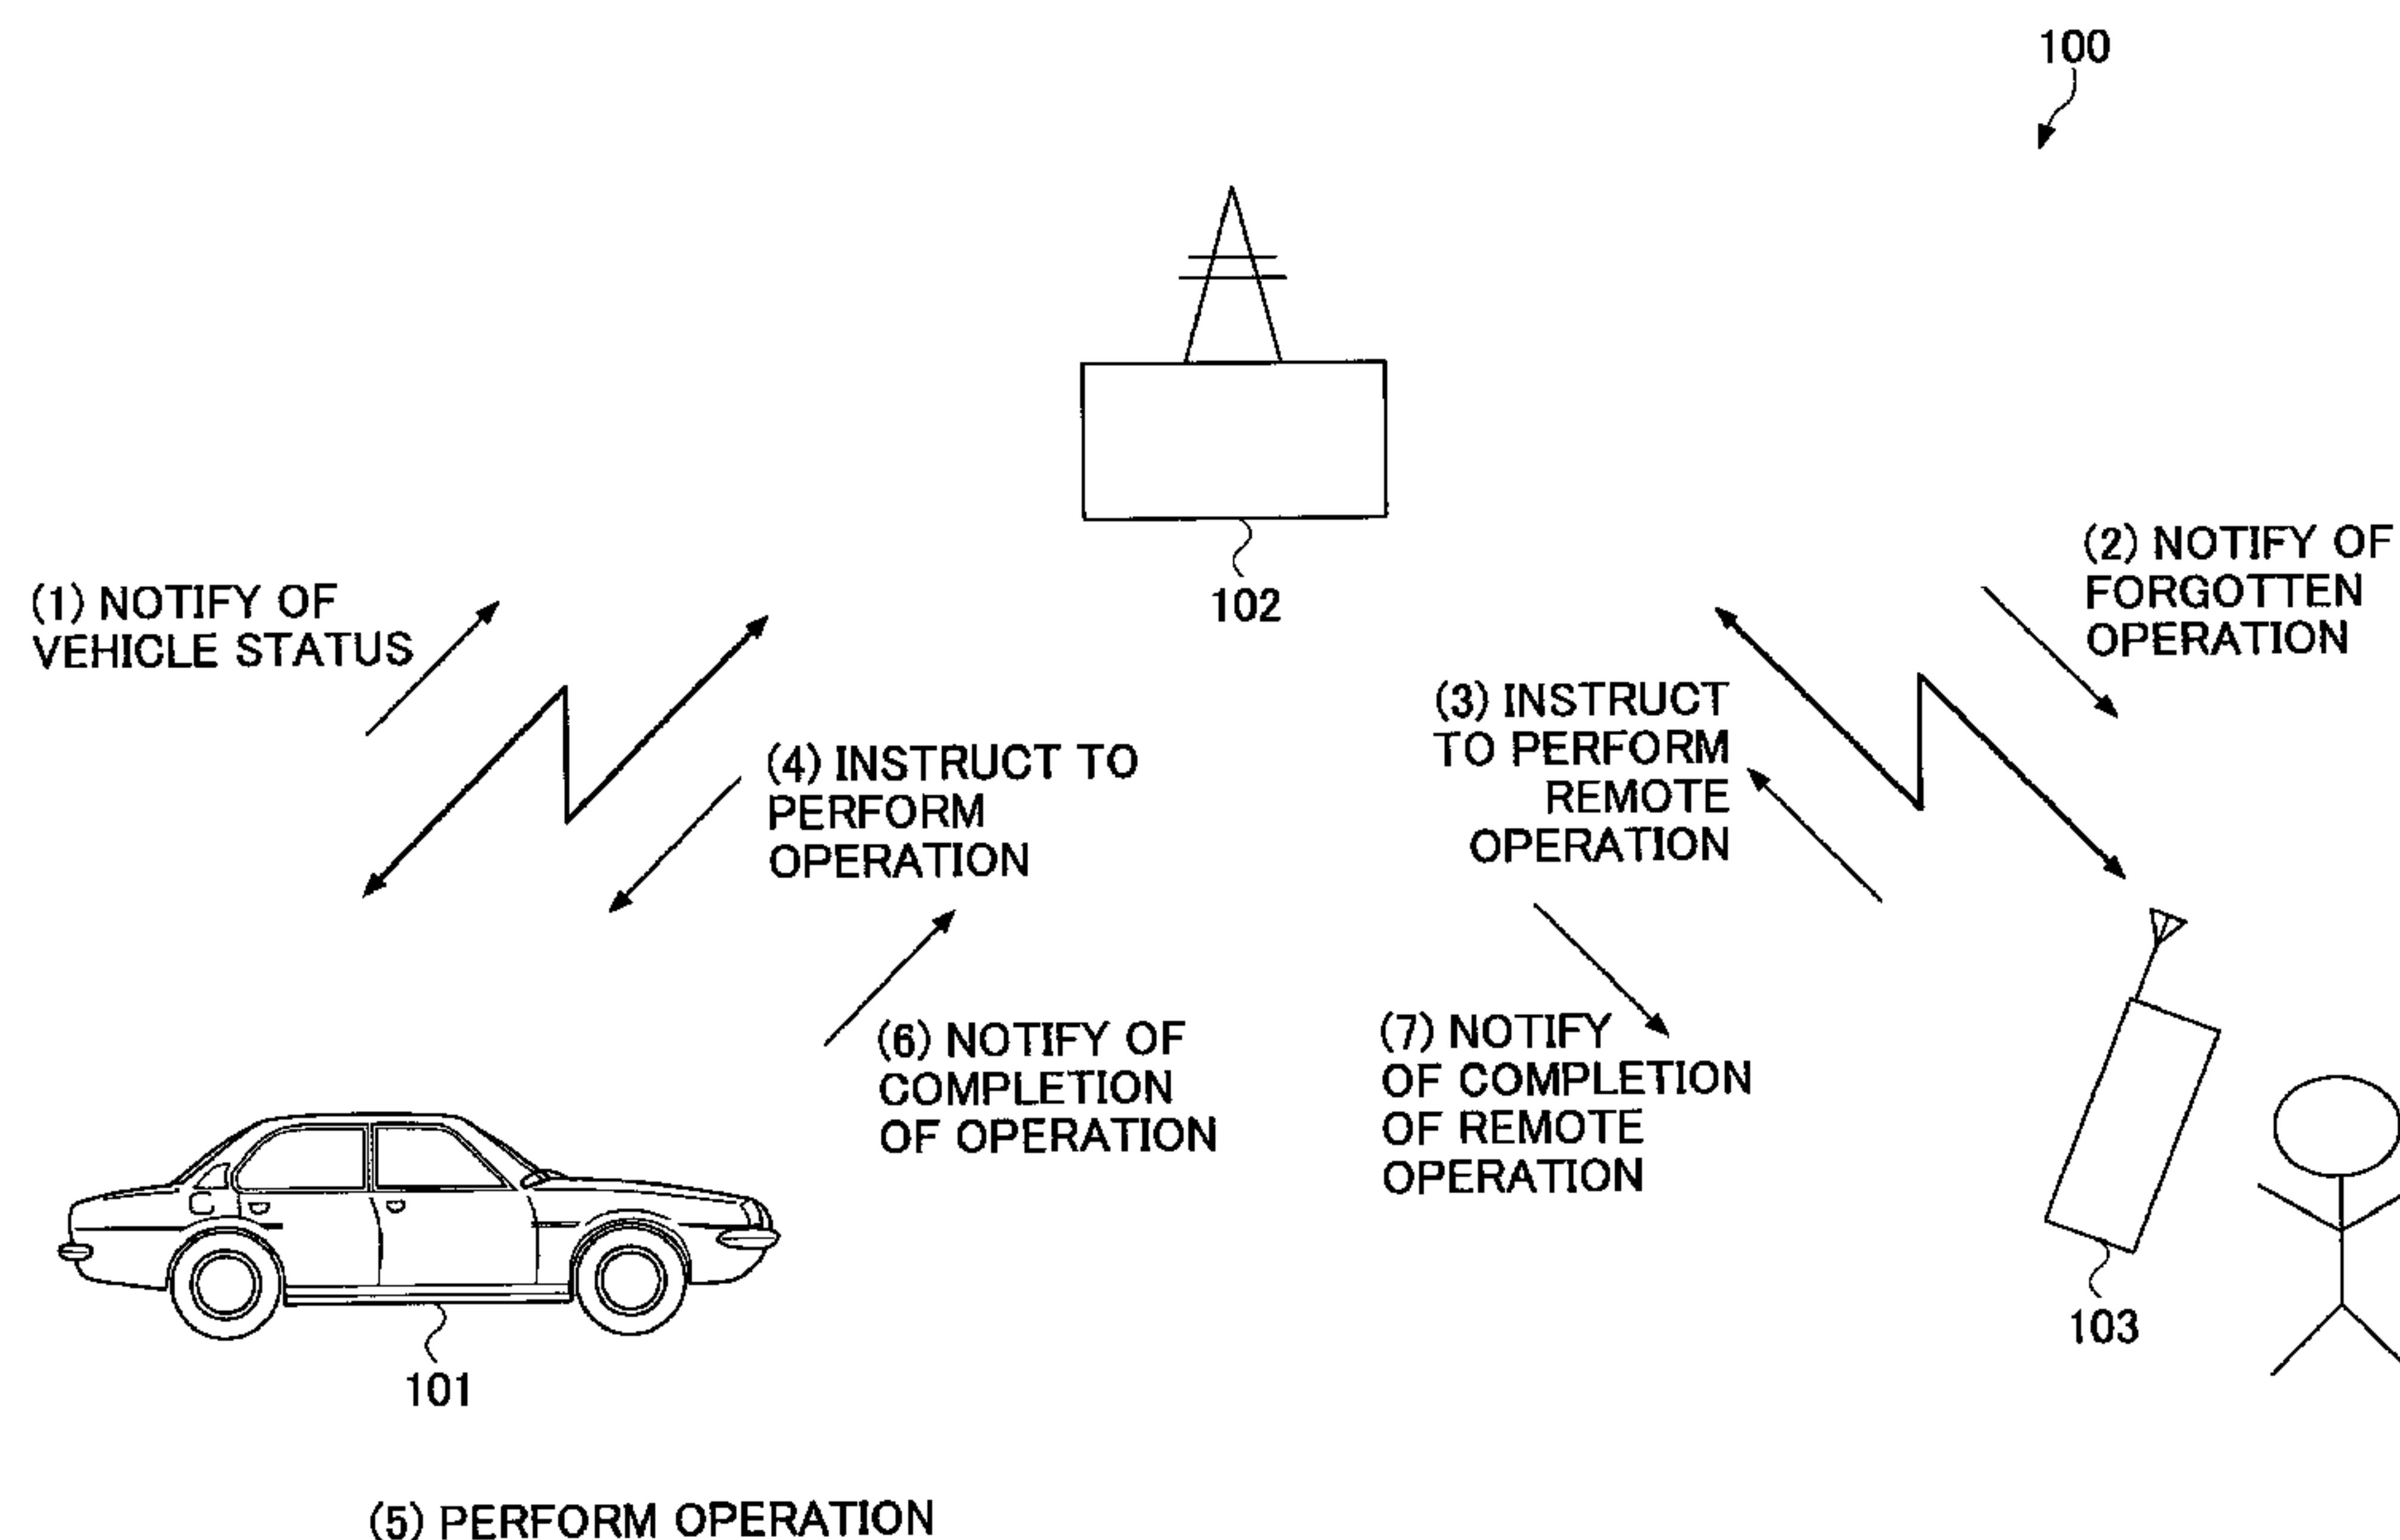 100
102
(1) NOTIFY OF
VEHICLE STATUS
(2) NOTIFY OF
FORGOTTEN
OPERATION
(3) INSTRUCT
TO PERFORM
REMOTE
OPERATION
(4) INSTRUCT TO
PERFORM
OPERATION
(6) NOTIFY OF
COMPLETION
OF OPERATION
(7) NOTIFY
OF COMPLETION
OF REMOTE
OPERATION
103
101
(5) PERFORM OPERATION